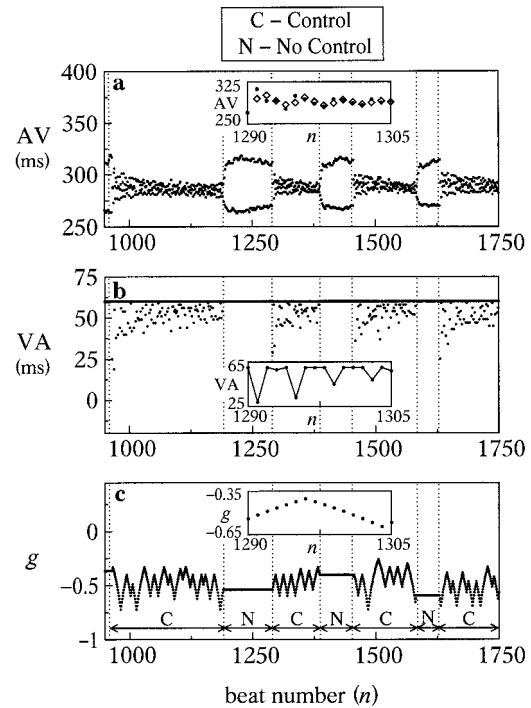 C – Control
N – No Control
a
400
350
300
250
AV
(ms)
325
AV
250
1290
n
1305
1000
1250
1500
1750
b
75
50
25
0
VA
(ms)
65
VA
25
1290
n
1305
1000
1250
1500
1750
c
0
−0.5
−1
g
−0.35
g
−0.65
1290
n
1305
C N C N C N C
1000
1250
1500
1750
beat number (n)